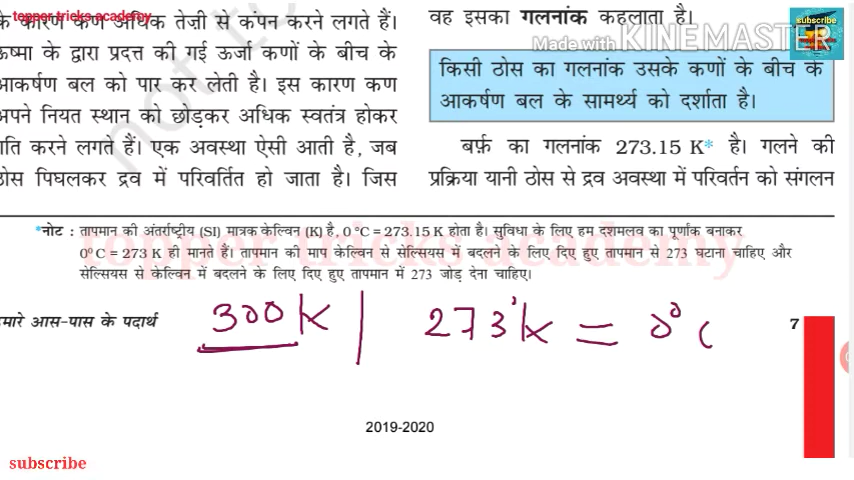 topper tricks academy
के कारण कण अधिक तेज़ी से कंपन करने लगते हैं।
ऊष्मा के द्वारा प्रदत्त की गई ऊर्जा कणों के बीच के
आकर्षण बल को पार कर लेती है। इस कारण कण
अपने नियत स्थान को छोड़कर अधिक स्वतंत्र होकर
गति करने लगते हैं। एक अवस्था ऐसी आती है, जब
ठोस पिघलकर द्रव में परिवर्तित हो जाता है। जिस
वह इसका गलनांक कहलाता है।
subscribe
Made with KINEMASTER
किसी ठोस का गलनांक उसके कणों के बीच के
आकर्षण बल के सामर्थ्य को दर्शाता है।
बर्फ़ का गलनांक 273.15 K* है। गलने की
प्रक्रिया यानी ठोस से द्रव अवस्था में परिवर्तन को संगलन
*नोट : तापमान की अंतर्राष्ट्रीय (SI) मात्रक केल्विन (K) है, 0 °C = 273.15 K होता है। सुविधा के लिए हम दशमलव का पूर्णांक बनाकर
0° C = 273 K ही मानते हैं। तापमान की माप केल्विन से सेल्सियस में बदलने के लिए दिए हुए तापमान से 273 घटाना चाहिए और
सेल्सियस से केल्विन में बदलने के लिए दिए हुए तापमान में 273 जोड़ देना चाहिए।
topper tricks academy
300 K | 273 K = 0° C
हमारे आस-पास के पदार्थ
7
2019-2020
subscribe